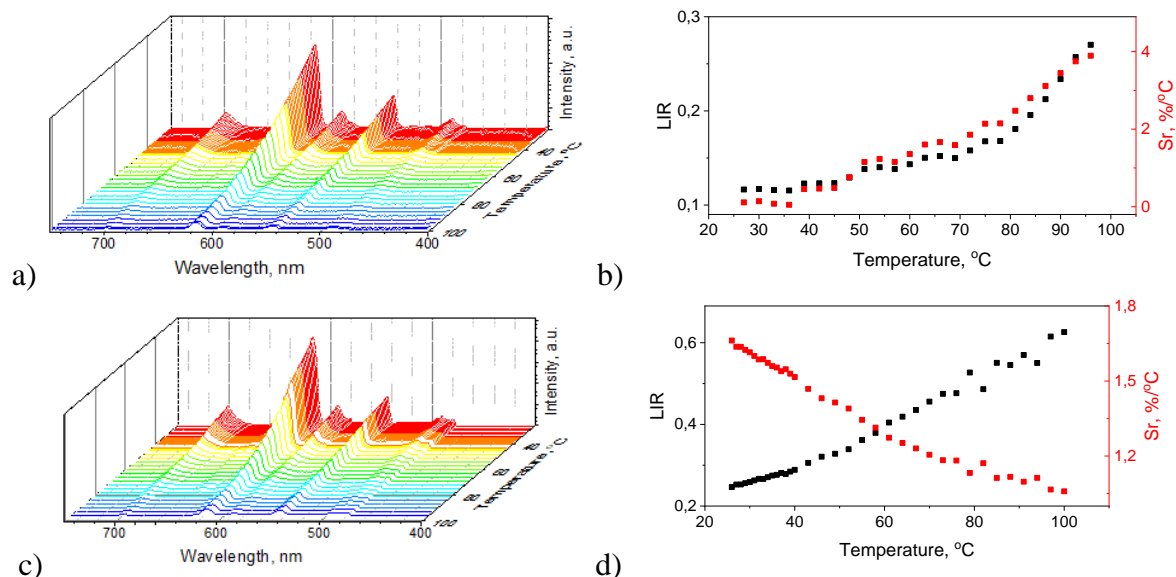 Intensity, a.u.
40
60
80
100
Temperature, °C
700
600
500
400
Wavelength, nm
a)
0,3
0,2
0,1
LIR
4
2
0
Sr, %/°C
20 30 40 50 60 70 80 90 100
Temperature, °C
b)
Intensity, a.u.
40
60
80
100
Temperature, °C
700
600
500
400
Wavelength, nm
c)
0,6
0,4
0,2
LIR
1,8
1,5
1,2
Sr, %/°C
20 40 60 80 100
Temperature, °C
d)